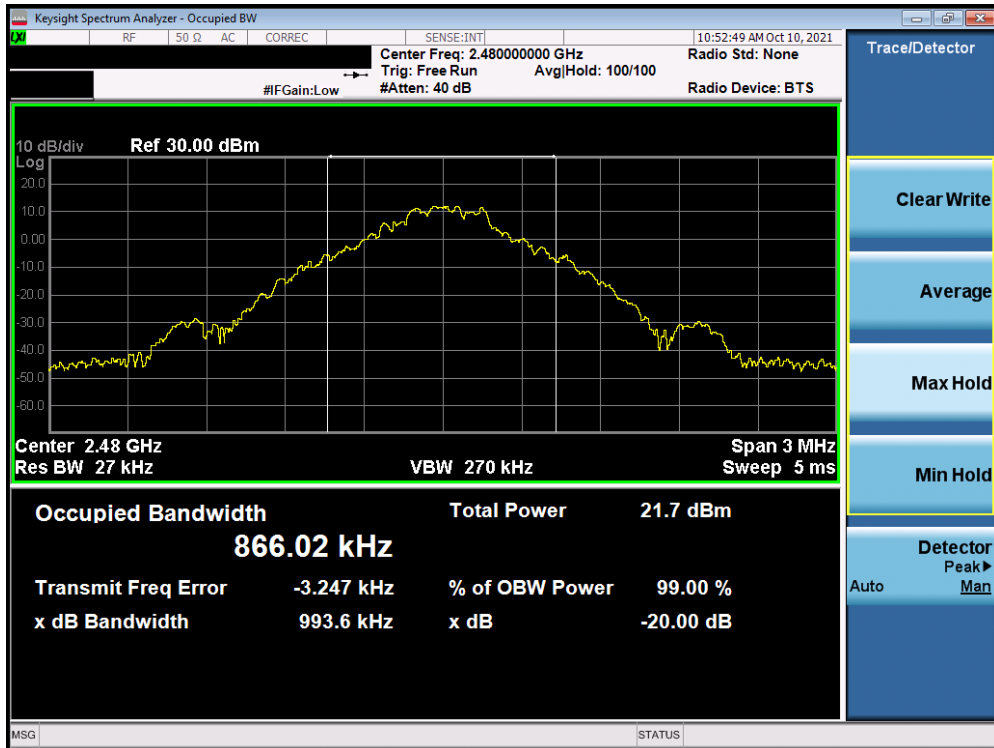 Keysight Spectrum Analyzer - Occupied BW
LXI RF 50 Ω AC CORREC SENSE:INT 10:52:49 AM Oct 10, 2021
Center Freq: 2.480000000 GHz Radio Std: None
Trig: Free Run Avg|Hold: 100/100
#IFGain:Low #Atten: 40 dB Radio Device: BTS
Trace/Detector
10 dB/div Ref 30.00 dBm
Log
20.0
10.0
0.00
-10.0
-20.0
-30.0
-40.0
-50.0
-60.0
Center 2.48 GHz Span 3 MHz
Res BW 27 kHz VBW 270 kHz Sweep 5 ms
Occupied Bandwidth Total Power 21.7 dBm
866.02 kHz
Transmit Freq Error -3.247 kHz % of OBW Power 99.00 %
x dB Bandwidth 993.6 kHz x dB -20.00 dB
Clear Write
Average
Max Hold
Min Hold
Detector
Peak▶
Auto Man
MSG STATUS